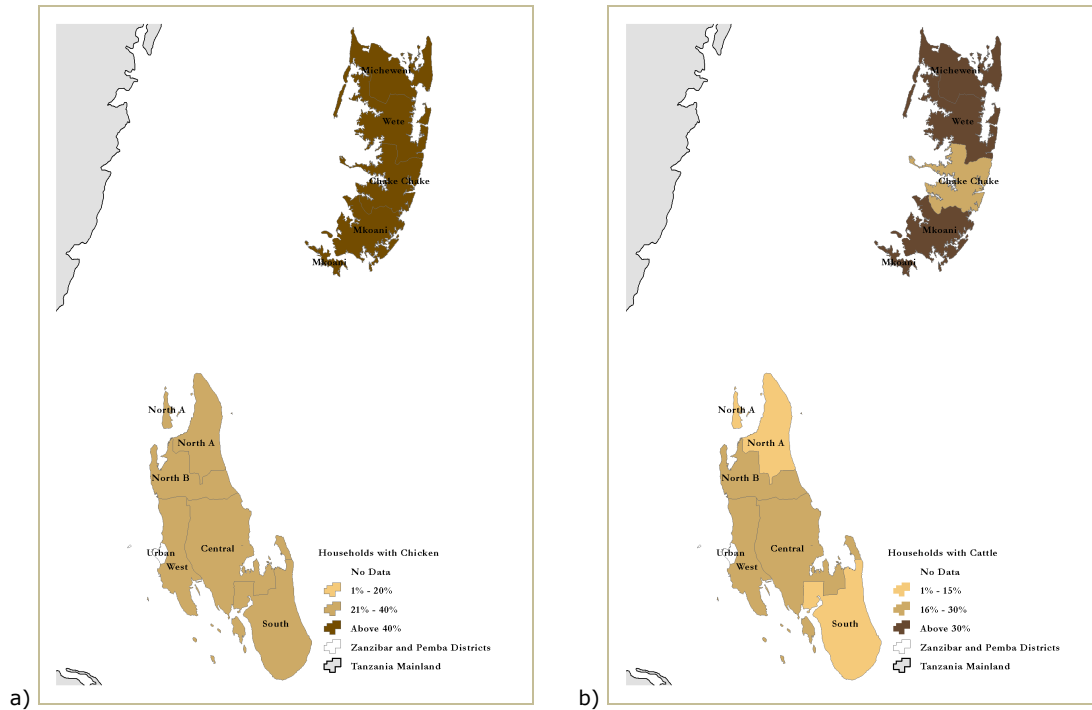 Micheweni
Wete
Chake Chake
Mkoani
Mkoani
North A
North A
North B
Urban
Central
West
South
Households with Chicken
No Data
1% - 20%
21% - 40%
Above 40%
Zanzibar and Pemba Districts
Tanzania Mainland
a)
Micheweni
Wete
Chake Chake
Mkoani
Mkoani
North A
North A
North B
Urban
Central
West
South
Households with Cattle
No Data
1% - 15%
16% - 30%
Above 30%
Zanzibar and Pemba Districts
Tanzania Mainland
b)